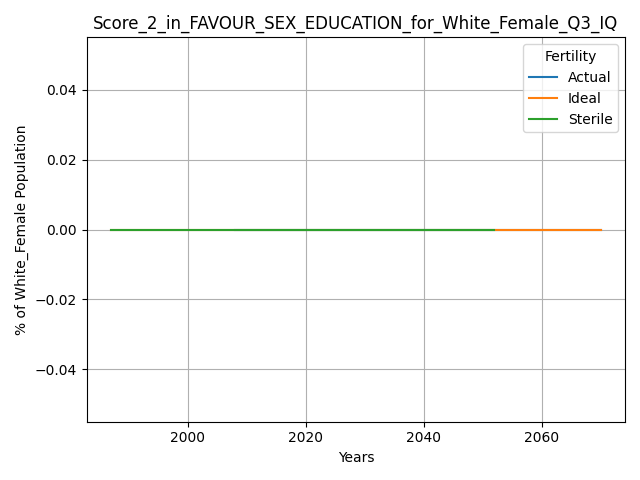 Score_2_in_FAVOUR_SEX_EDUCATION_for_White_Female_Q3_IQ
Fertility
Actual
Ideal
Sterile
% of White_Female Population
0.04
0.02
0.00
−0.02
−0.04
2000 2020 2040 2060
Years